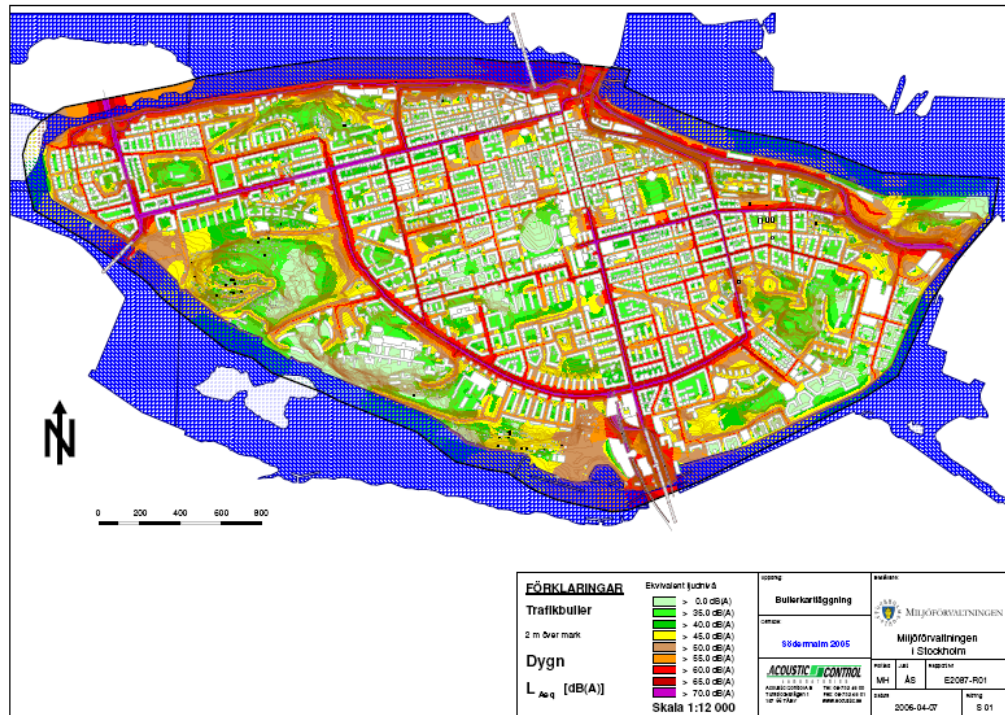 N
0 200 400 600 800
FÖRKLARINGAR
Trafikbuller
2 m över mark
Dygn
L Aeq [dB(A)]
Ekvivalent ljudnivå
> 0.0 dB(A)
> 35.0 dB(A)
> 40.0 dB(A)
> 45.0 dB(A)
> 50.0 dB(A)
> 55.0 dB(A)
> 60.0 dB(A)
> 65.0 dB(A)
> 70.0 dB(A)
Skala 1:12 000
Bullerkartläggning
Södermalm 2005
ACOUSTIC CONTROL
LABORATORIES
MILJÖFÖRVALTNINGEN
Miljöförvaltningen
i Stockholm
MH ÅS E2087-R01
2006-04-07 S 01